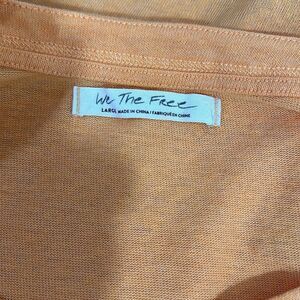 We The Free
LARGE MADE IN CHINA / FABRIQUÉ EN CHINE